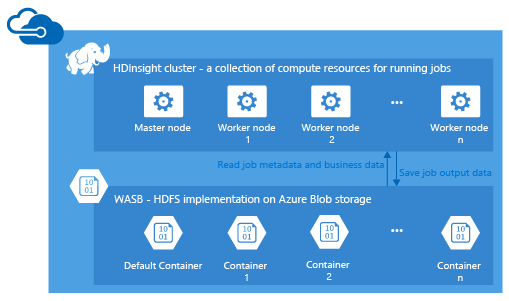 HDInsight cluster - a collection of compute resources for running jobs
Master node
Worker node
1
Worker node
2
...
Worker node
n
Read job metadata and business data
Save job output data
10
01
WASB - HDFS implementation on Azure Blob storage
10
01
10
01
10
01
...
10
01
Default Container
Container
1
Container
2
Container
n